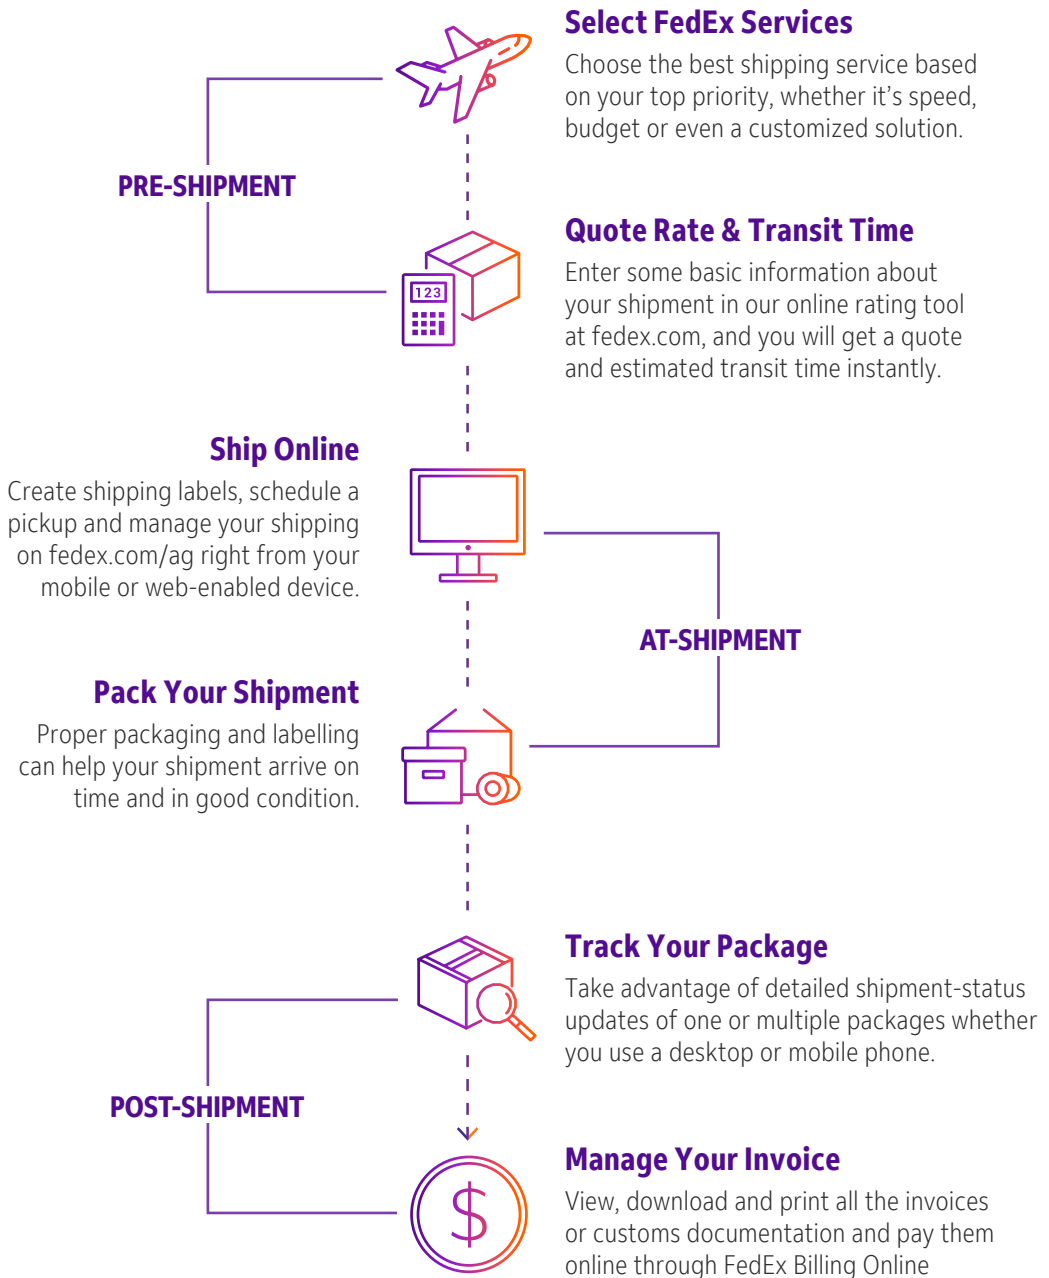 Select FedEx Services
Choose the best shipping service based
on your top priority, whether it’s speed,
budget or even a customized solution.
PRE-SHIPMENT
Quote Rate & Transit Time
Enter some basic information about
your shipment in our online rating tool
at fedex.com, and you will get a quote
and estimated transit time instantly.
123
Ship Online
Create shipping labels, schedule a
pickup and manage your shipping
on fedex.com/ag right from your
mobile or web-enabled device.
AT-SHIPMENT
Pack Your Shipment
Proper packaging and labelling
can help your shipment arrive on
time and in good condition.
Track Your Package
Take advantage of detailed shipment-status
updates of one or multiple packages whether
you use a desktop or mobile phone.
POST-SHIPMENT
Manage Your Invoice
View, download and print all the invoices
or customs documentation and pay them
online through FedEx Billing Online
$